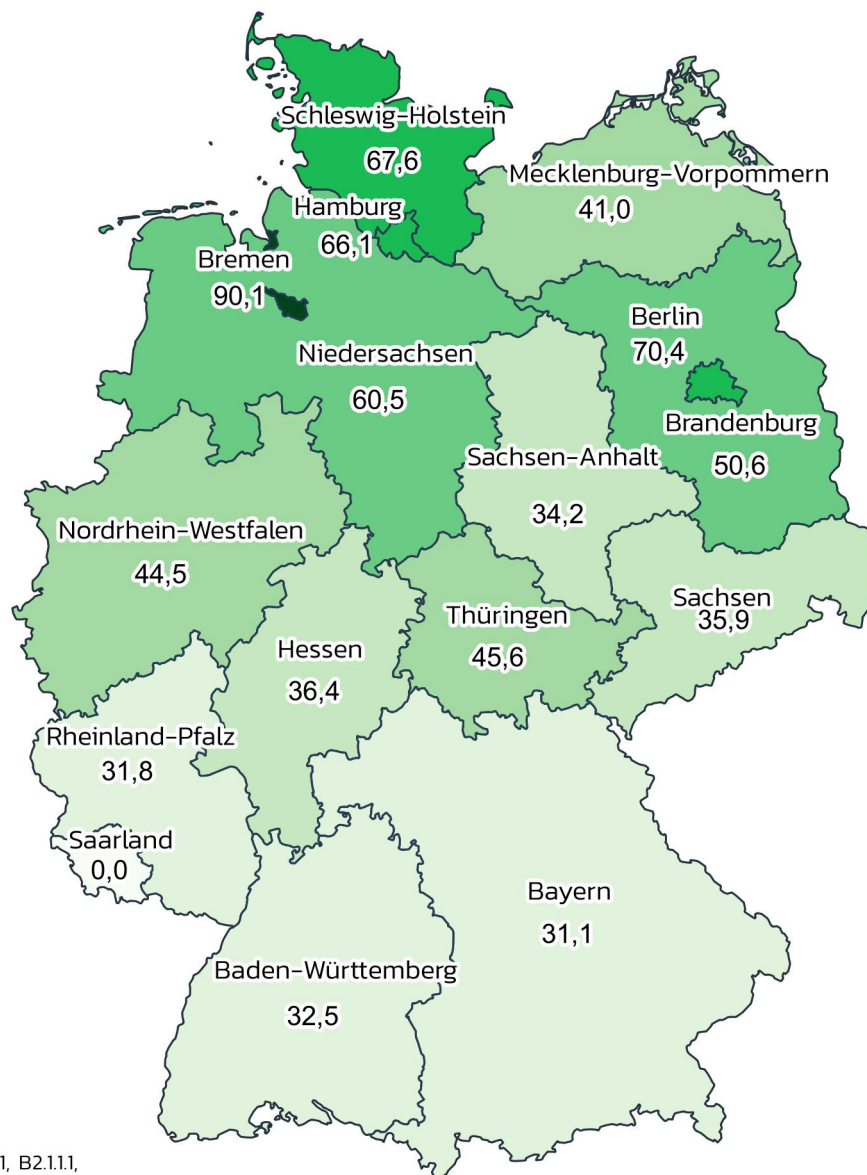 Schleswig-Holstein
67,6
Mecklenburg-Vorpommern
41,0
Hamburg
66,1
Bremen
90,1
Berlin
70,4
Niedersachsen
60,5
Brandenburg
50,6
Sachsen-Anhalt
34,2
Nordrhein-Westfalen
44,5
Sachsen
35,9
Thüringen
45,6
Hessen
36,4
Rheinland-Pfalz
31,8
Saarland
0,0
Bayern
31,1
Baden-Württemberg
32,5
1, B2.1.1.1,